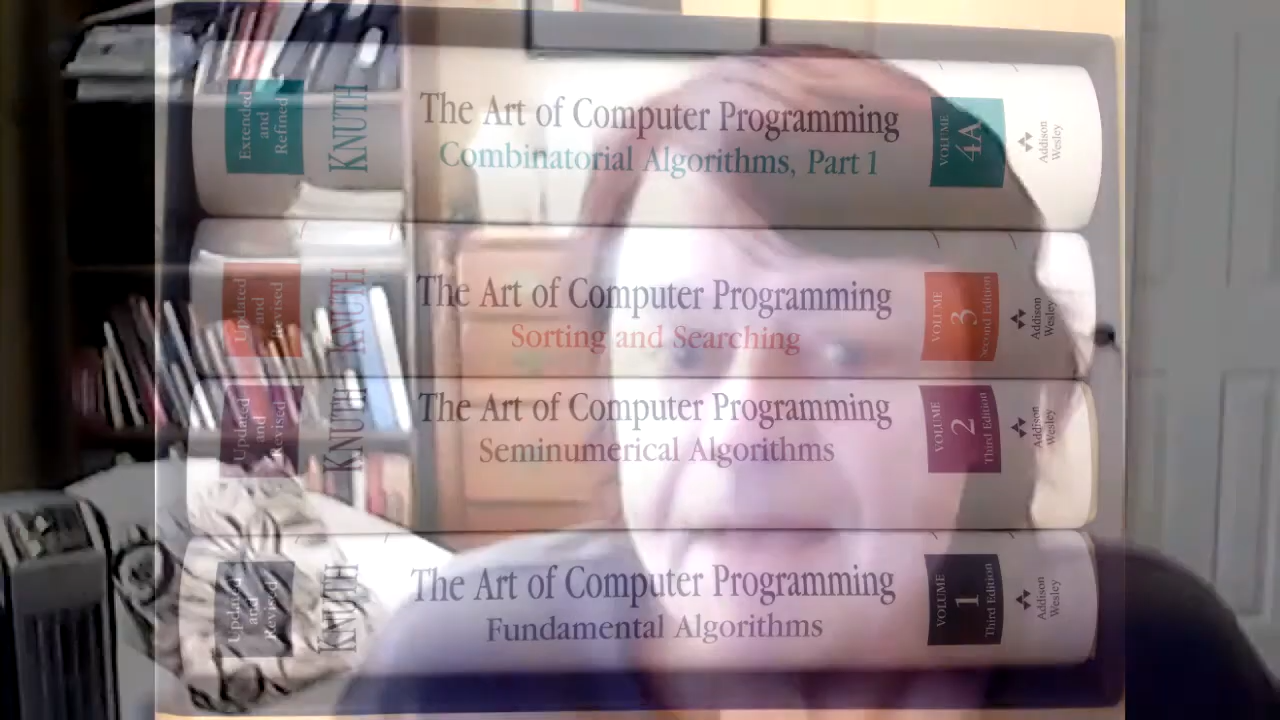 Extended
and
Refined
KNUTH
The Art of Computer Programming
Combinatorial Algorithms, Part 1
VOLUME
4A
Addison
Wesley
Updated
and
Revised
KNUTH
The Art of Computer Programming
Sorting and Searching
VOLUME
3
Second Edition
Addison
Wesley
Updated
and
Revised
KNUTH
The Art of Computer Programming
Seminumerical Algorithms
VOLUME
2
Third Edition
Addison
Wesley
Updated
and
Revised
KNUTH
The Art of Computer Programming
Fundamental Algorithms
VOLUME
1
Third Edition
Addison
Wesley